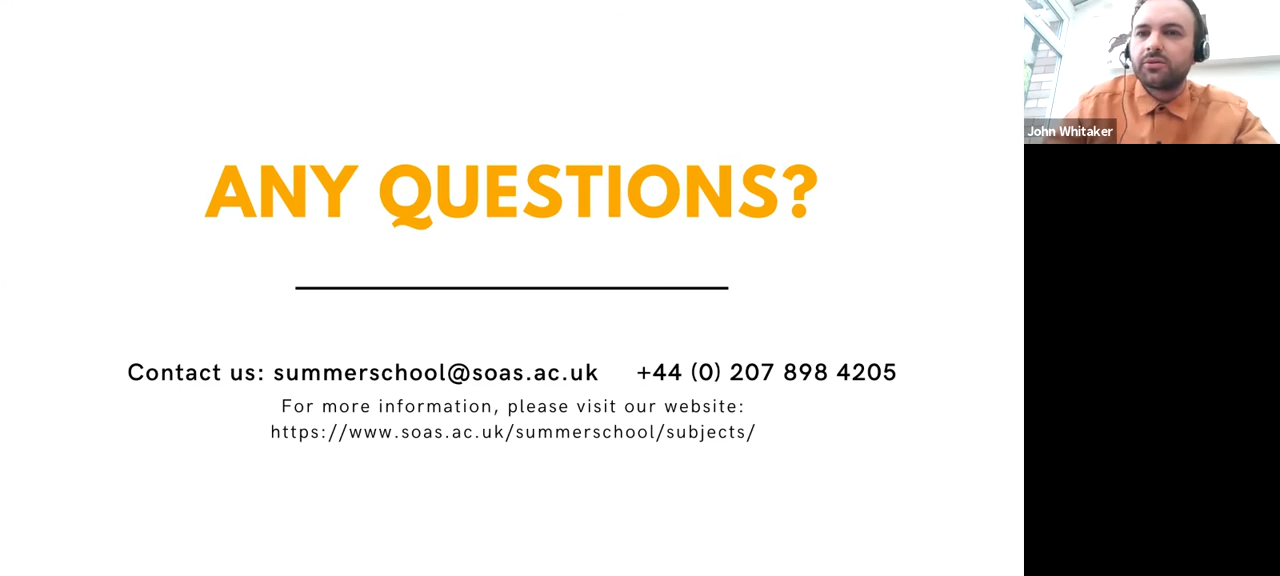 ANY QUESTIONS?
Contact us: summerschool@soas.ac.uk +44 (0) 207 898 4205
For more information, please visit our website:
https://www.soas.ac.uk/summerschool/subjects/
John Whitaker